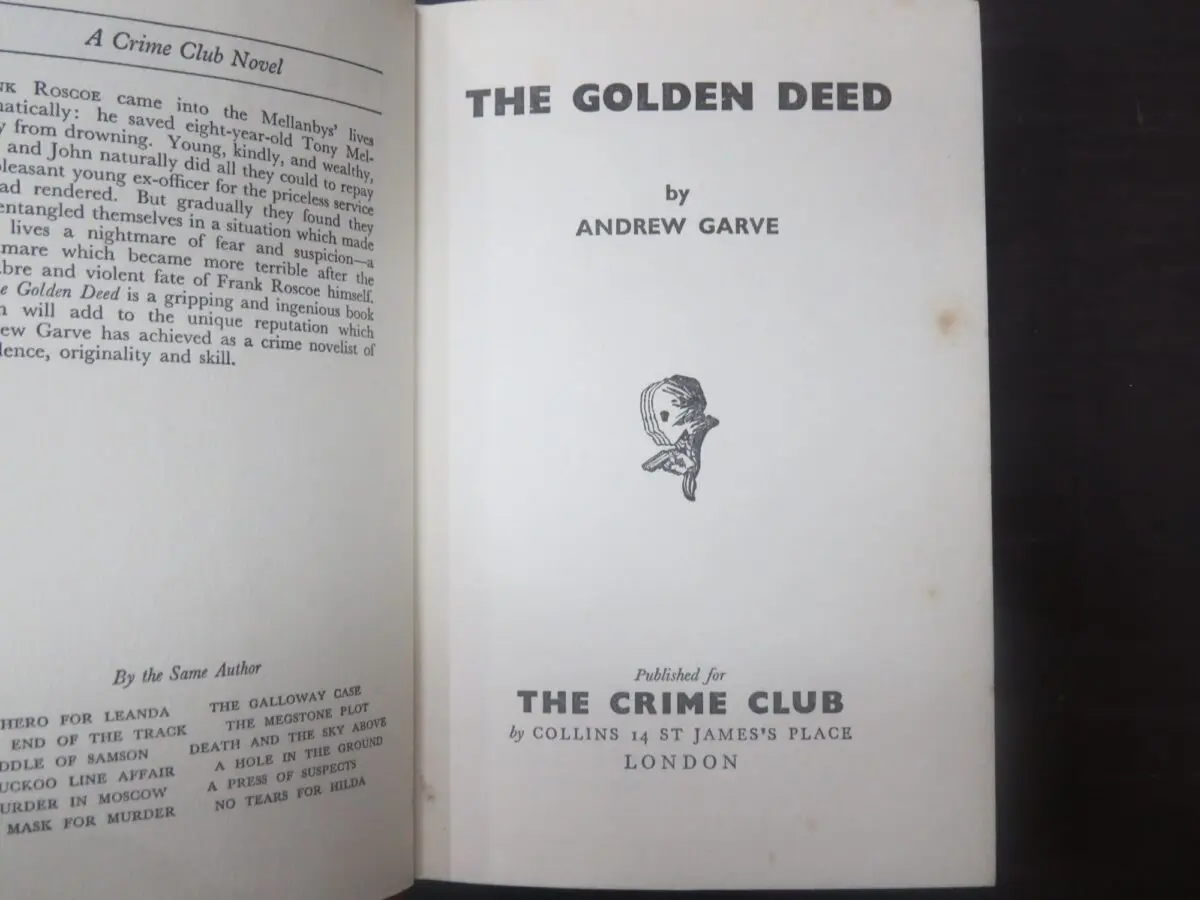 A Crime Club Novel
NK ROSCOE came into the Mellanbys' lives
matically: he saved eight-year-old Tony Mel-
y from drowning. Young, kindly, and wealthy,
and John naturally did all they could to repay
pleasant young ex-officer for the priceless service
ad rendered. But gradually they found they
entangled themselves in a situation which made
lives a nightmare of fear and suspicion—a
mare which became more terrible after the
bre and violent fate of Frank Roscoe himself.
e Golden Deed is a gripping and ingenious book
h will add to the unique reputation which
ew Garve has achieved as a crime novelist of
lence, originality and skill.
By the Same Author
HERO FOR LEANDA THE GALLOWAY CASE
END OF THE TRACK THE MEGSTONE PLOT
DDLE OF SAMSON DEATH AND THE SKY ABOVE
UCKOO LINE AFFAIR A HOLE IN THE GROUND
URDER IN MOSCOW A PRESS OF SUSPECTS
MASK FOR MURDER NO TEARS FOR HILDA
THE GOLDEN DEED
by
ANDREW GARVE
Published for
THE CRIME CLUB
by COLLINS 14 ST JAMES'S PLACE
LONDON